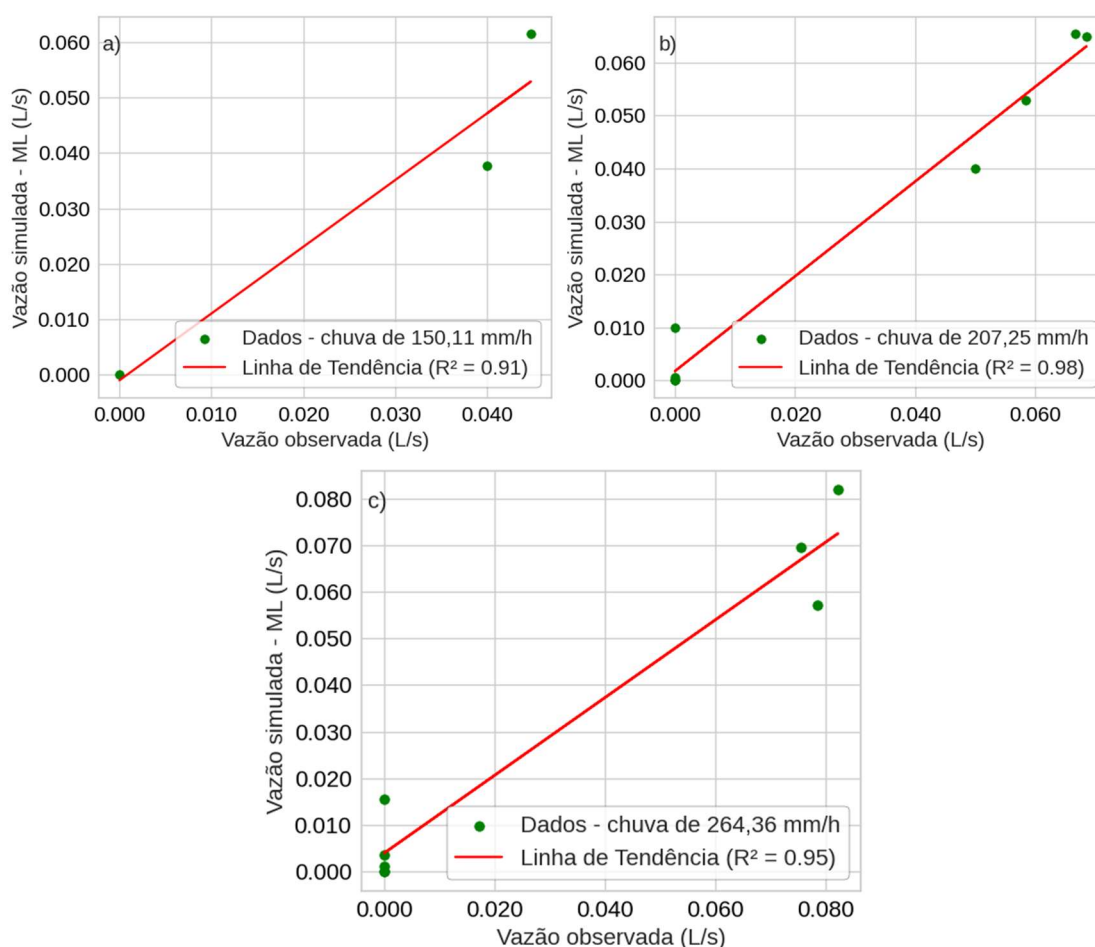 a)
Vazão simulada - ML (L/s)
0.060
0.050
0.040
0.030
0.020
0.010
0.000
Dados - chuva de 150,11 mm/h
Linha de Tendência (R² = 0.91)
0.000 0.010 0.020 0.030 0.040
Vazão observada (L/s)
b)
Vazão simulada - ML (L/s)
0.060
0.050
0.040
0.030
0.020
0.010
0.000
Dados - chuva de 207,25 mm/h
Linha de Tendência (R² = 0.98)
0.000 0.020 0.040 0.060
Vazão observada (L/s)
c)
Vazão simulada - ML (L/s)
0.080
0.070
0.060
0.050
0.040
0.030
0.020
0.010
0.000
Dados - chuva de 264,36 mm/h
Linha de Tendência (R² = 0.95)
0.000 0.020 0.040 0.060 0.080
Vazão observada (L/s)